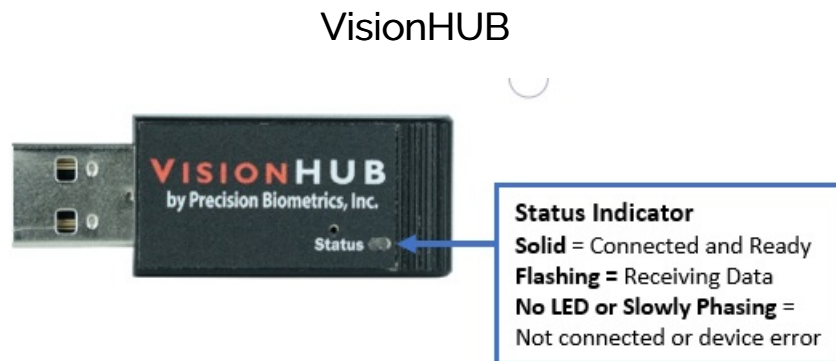 VisionHUB
VISIONHUB
by Precision Biometrics, Inc.
Status
Status Indicator
Solid = Connected and Ready
Flashing = Receiving Data
No LED or Slowly Phasing =
Not connected or device error